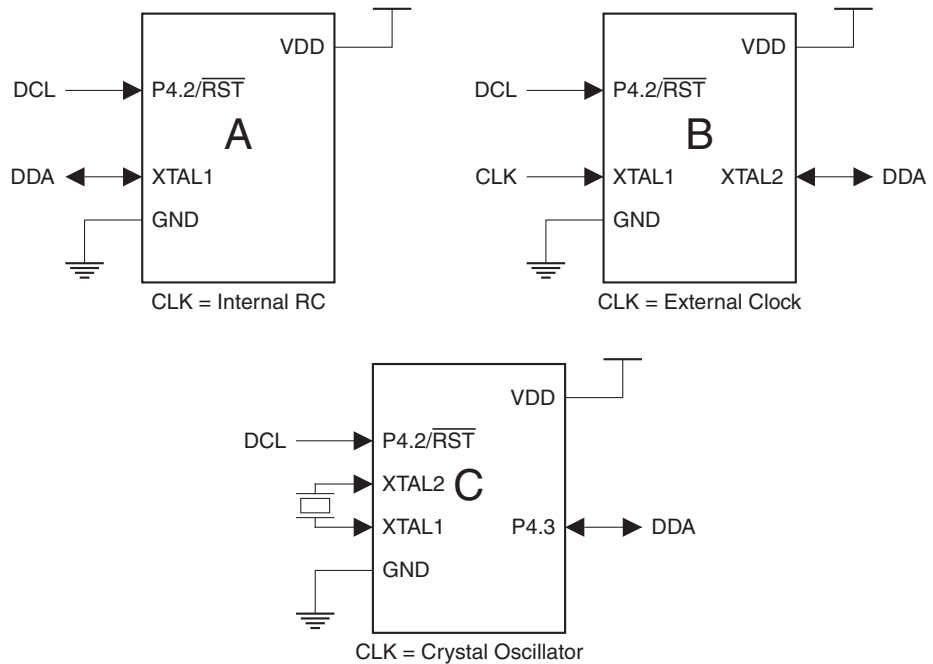 VDD
DCL
P4.2/RST
A
DDA
XTAL1
GND
CLK = Internal RC
VDD
DCL
P4.2/RST
B
CLK
XTAL1
XTAL2
DDA
GND
CLK = External Clock
VDD
DCL
P4.2/RST
XTAL2
C
XTAL1
P4.3
DDA
GND
CLK = Crystal Oscillator